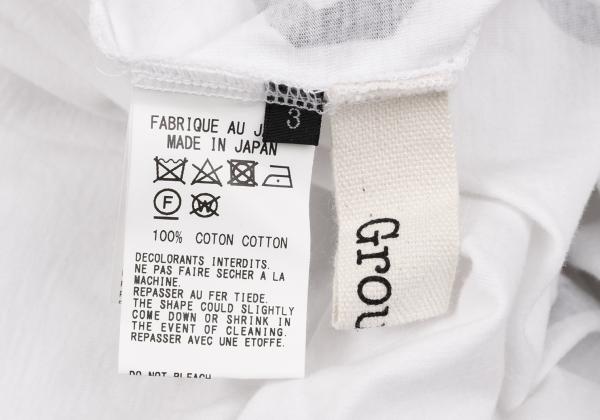 FABRIQUE AU
MADE IN JAPAN
3
F
W
100% COTON COTTON
DECOLORANTS INTERDITS.
NE PAS FAIRE SECHER A LA
MACHINE.
REPASSER AU FER TIEDE.
THE SHAPE COULD SLIGHTLY
COME DOWN OR SHRINK IN
THE EVENT OF CLEANING.
REPASSER AVEC UNE ETOFFE.
DO NOT BLEACH
Grou